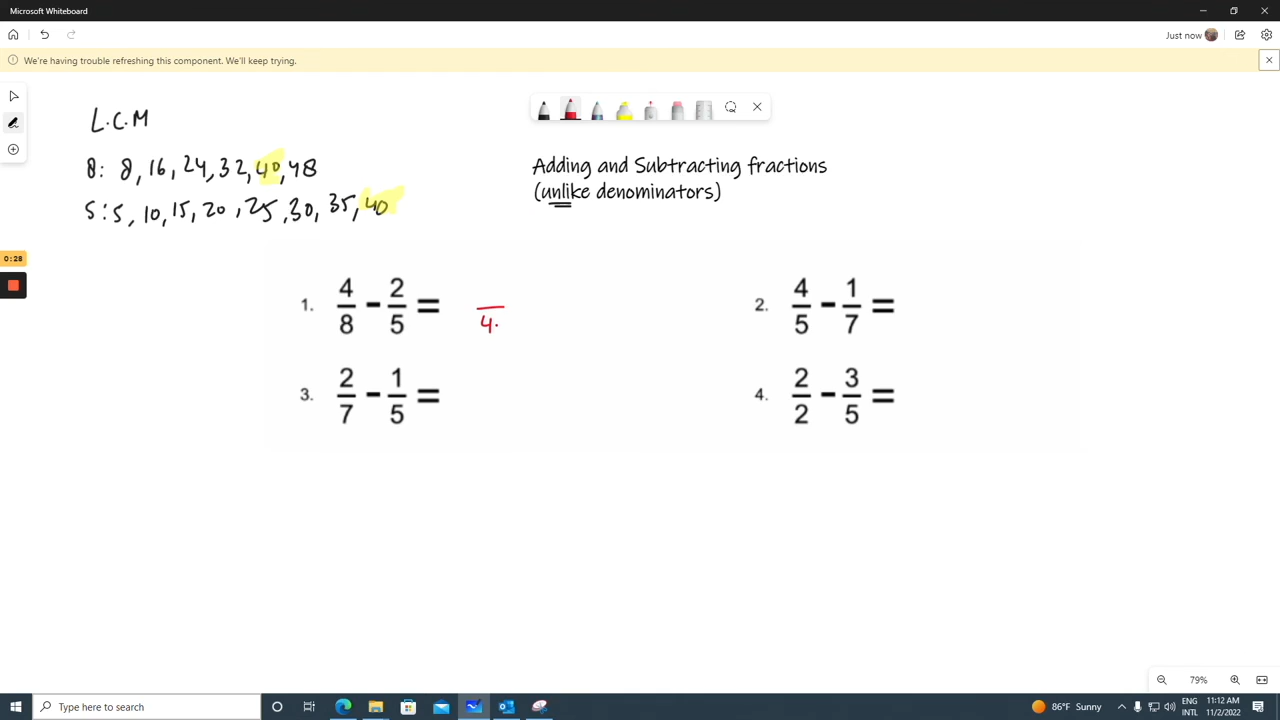 Microsoft Whiteboard
Just now
We're having trouble refreshing this component. We'll keep trying.
L.C.M
8: 8, 16, 24, 32, 40, 48
5: 5, 10, 15, 20, 25, 30, 35, 40
0:28
Adding and Subtracting fractions
(unlike denominators)
1. 4/8 - 2/5 = /4.
2. 4/5 - 1/7 =
3. 2/7 - 1/5 =
4. 2/2 - 3/5 =
79%
Type here to search
86°F Sunny
ENG
INTL
11:12 AM
11/2/2022